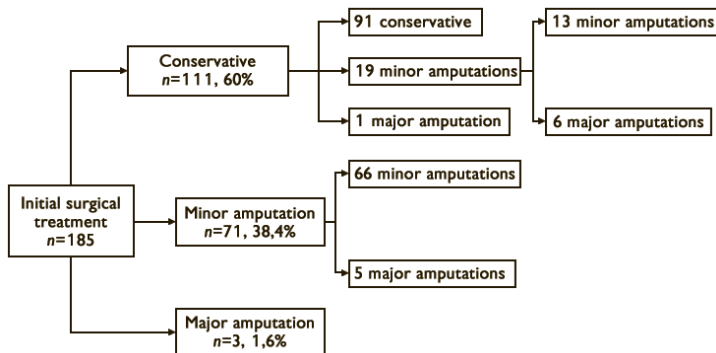 91 conservative
13 minor amputations
Conservative
n=111, 60%
19 minor amputations
1 major amputation
6 major amputations
66 minor amputations
Initial surgical
treatment
n=185
Minor amputation
n=71, 38,4%
5 major amputations
Major amputation
n=3, 1,6%